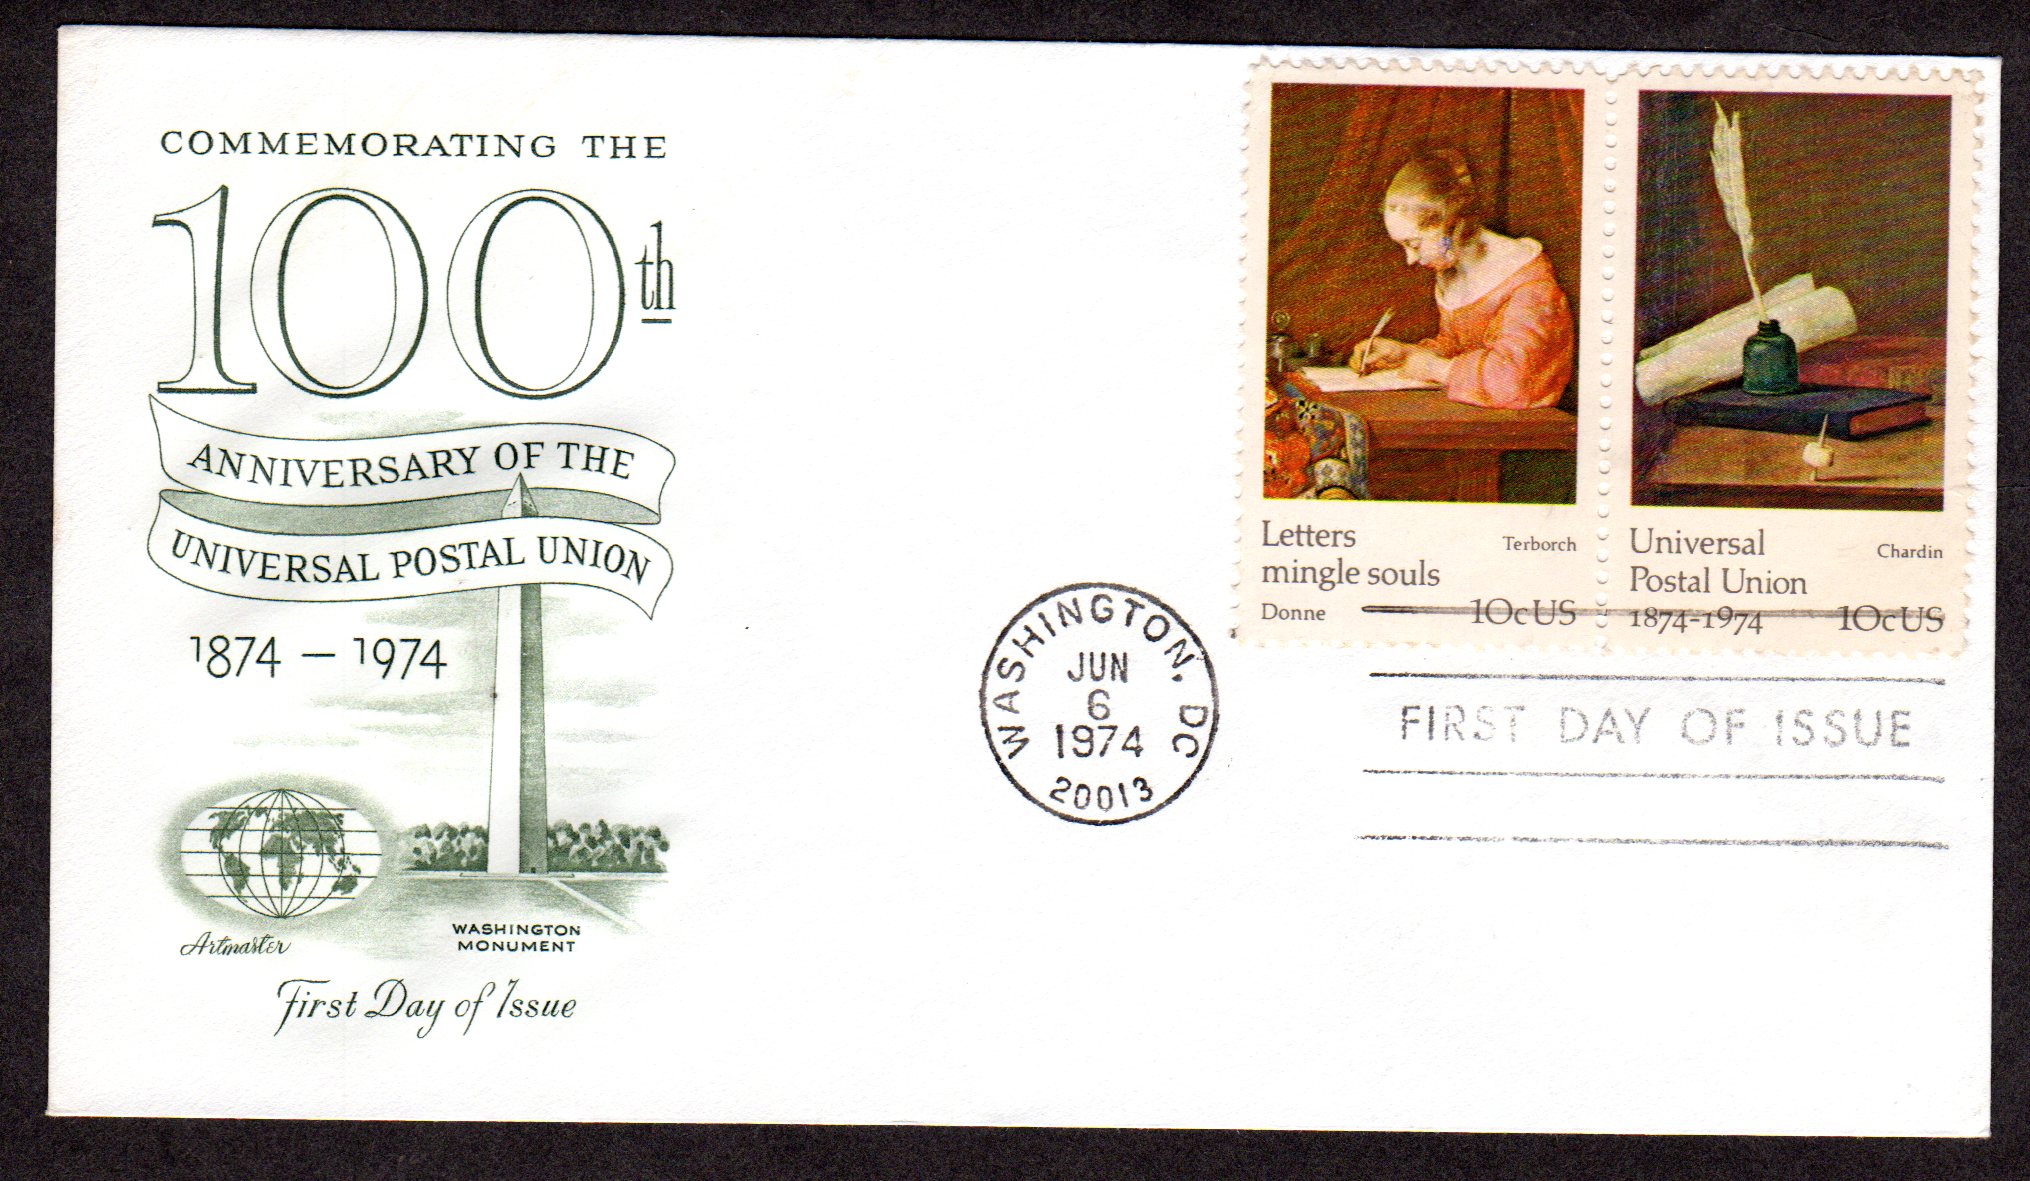 COMMEMORATING THE
100th
ANNIVERSARY OF THE
UNIVERSAL POSTAL UNION
1874 – 1974
Artmaster
WASHINGTON
MONUMENT
First Day of Issue
WASHINGTON. DC
JUN
6
1974
20013
Letters
mingle souls
Terborch
Donne
10cUS
Universal
Postal Union
Chardin
1874-1974
10cUS
FIRST DAY OF ISSUE